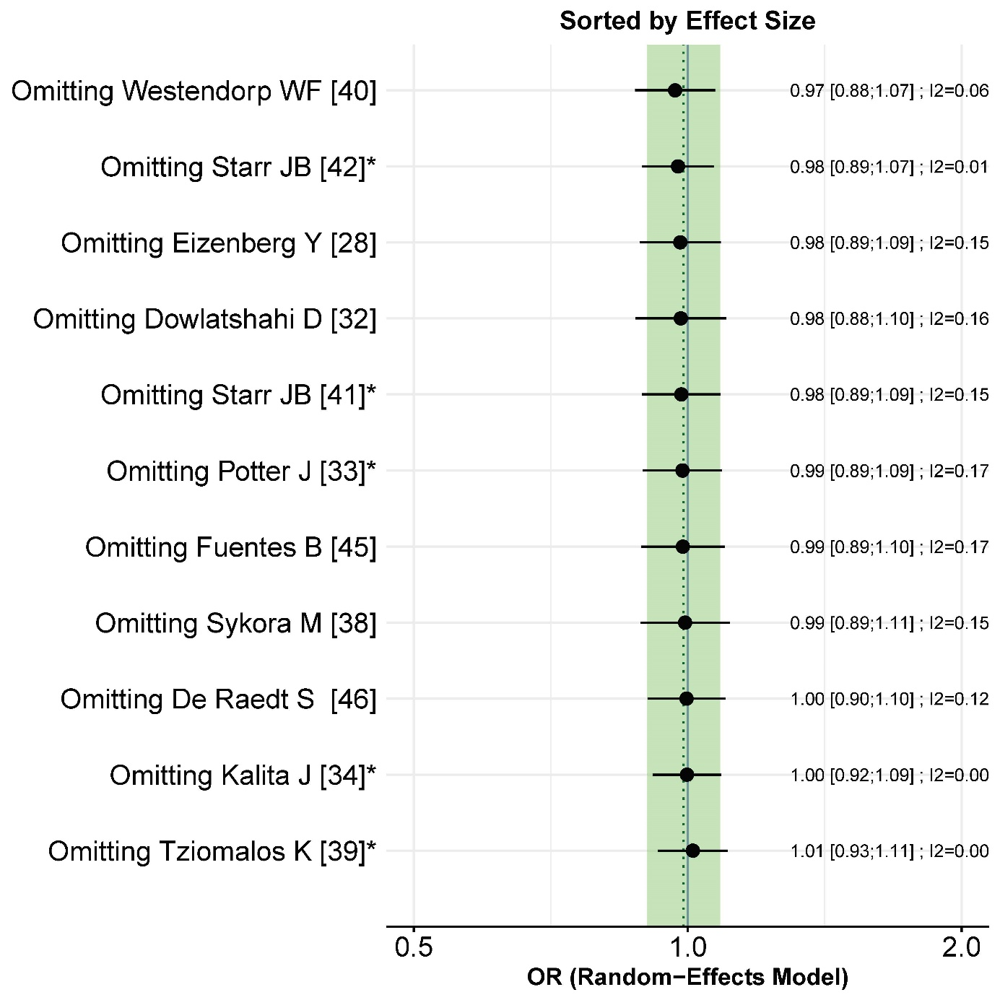 Sorted by Effect Size
Omitting Westendorp WF [40] 0.97 [0.88;1.07] ; I2=0.06
Omitting Starr JB [42]* 0.98 [0.89;1.07] ; I2=0.01
Omitting Eizenberg Y [28] 0.98 [0.89;1.09] ; I2=0.15
Omitting Dowlatshahi D [32] 0.98 [0.88;1.10] ; I2=0.16
Omitting Starr JB [41]* 0.98 [0.89;1.09] ; I2=0.15
Omitting Potter J [33]* 0.99 [0.89;1.09] ; I2=0.17
Omitting Fuentes B [45] 0.99 [0.89;1.10] ; I2=0.17
Omitting Sykora M [38] 0.99 [0.89;1.11] ; I2=0.15
Omitting De Raedt S  [46] 1.00 [0.90;1.10] ; I2=0.12
Omitting Kalita J [34]* 1.00 [0.92;1.09] ; I2=0.00
Omitting Tziomalos K [39]* 1.01 [0.93;1.11] ; I2=0.00
0.5 1.0 2.0
OR (Random−Effects Model)